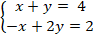 x + y = 4
−x + 2y = 2